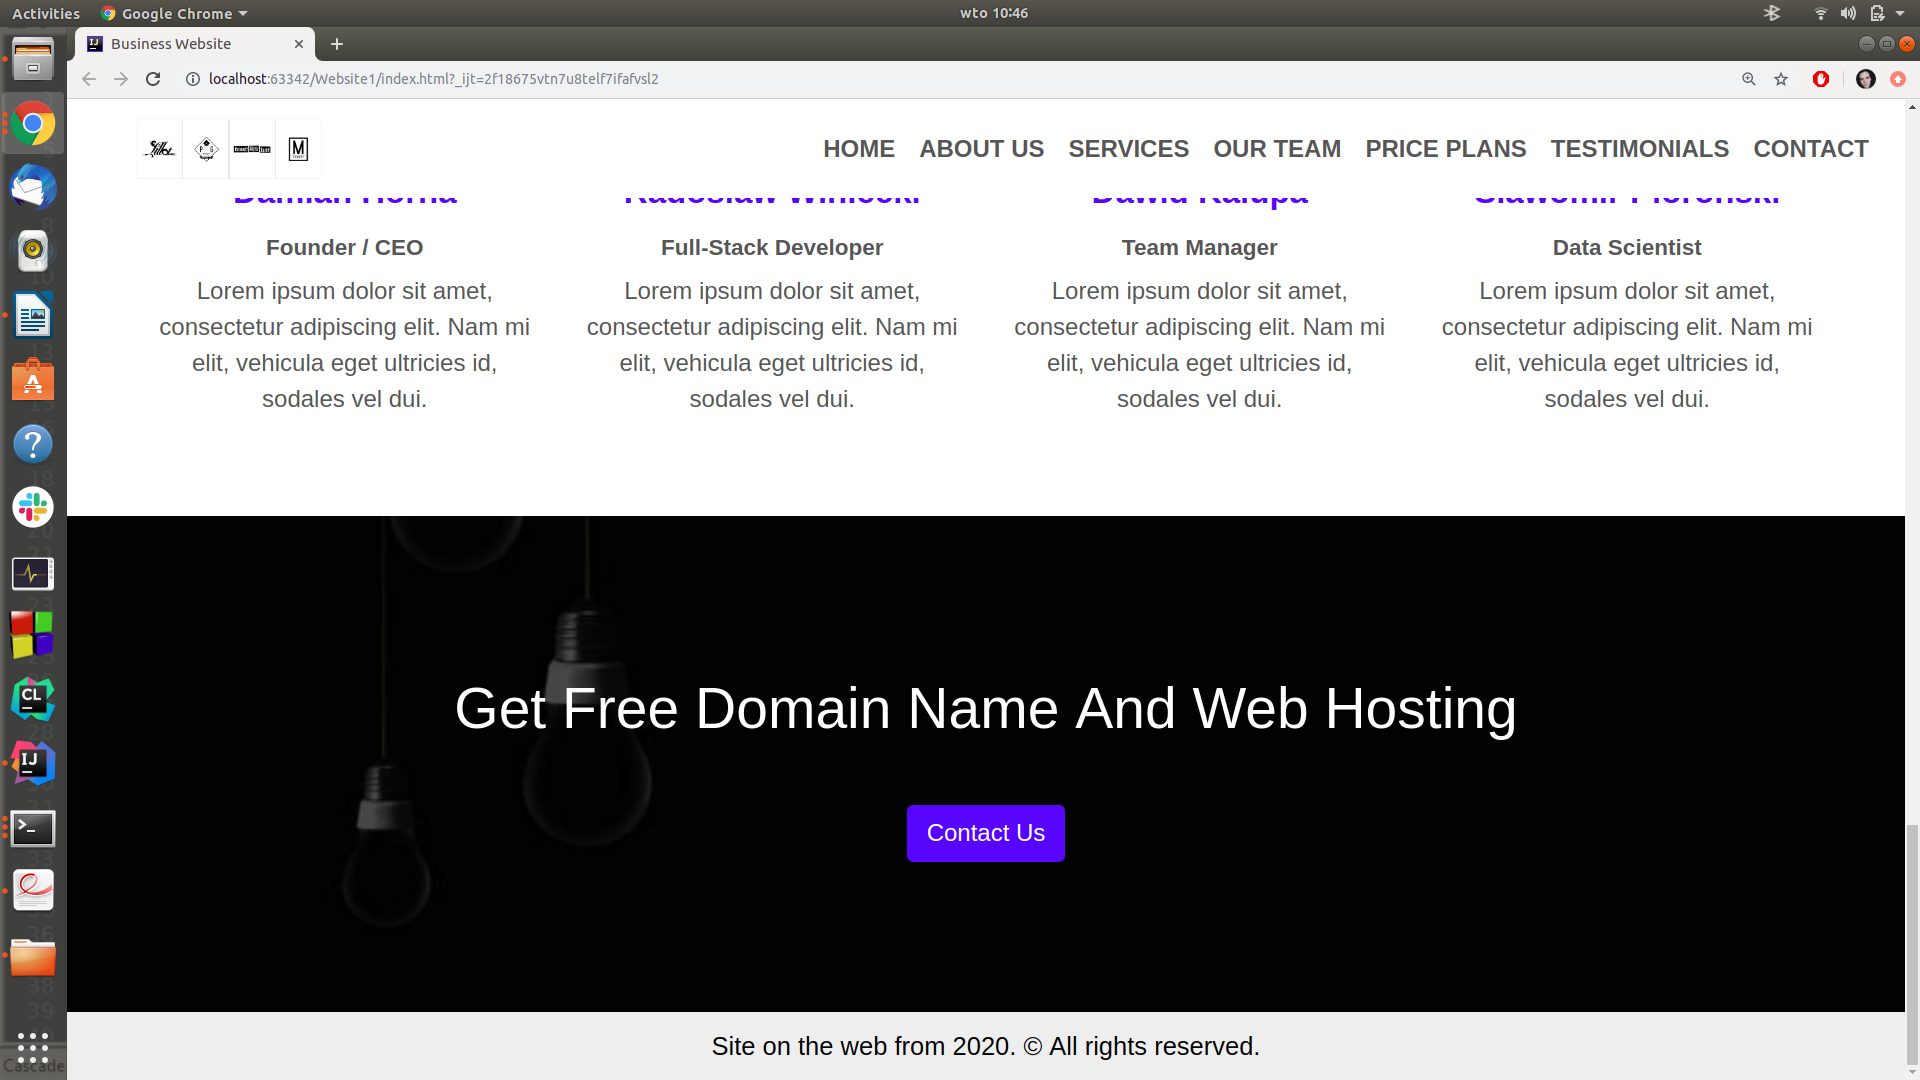 Activities Google Chrome wto 10:46
Business Website
localhost:63342/Website1/index.html?_ijt=2f18675vtn7u8telf7ifafvsl2
HOME ABOUT US SERVICES OUR TEAM PRICE PLANS TESTIMONIALS CONTACT
Founder / CEO
Lorem ipsum dolor sit amet,
consectetur adipiscing elit. Nam mi
elit, vehicula eget ultricies id,
sodales vel dui.
Full-Stack Developer
Lorem ipsum dolor sit amet,
consectetur adipiscing elit. Nam mi
elit, vehicula eget ultricies id,
sodales vel dui.
Team Manager
Lorem ipsum dolor sit amet,
consectetur adipiscing elit. Nam mi
elit, vehicula eget ultricies id,
sodales vel dui.
Data Scientist
Lorem ipsum dolor sit amet,
consectetur adipiscing elit. Nam mi
elit, vehicula eget ultricies id,
sodales vel dui.
Get Free Domain Name And Web Hosting
Contact Us
Site on the web from 2020. © All rights reserved.
CL
IJ
Cascade